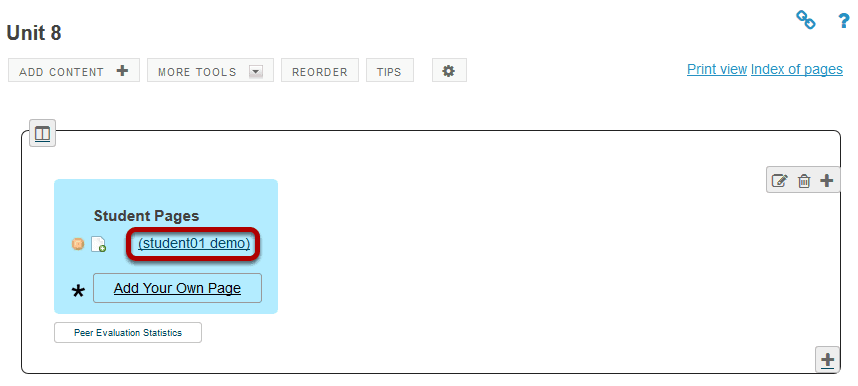 Unit 8
ADD CONTENT MORE TOOLS REORDER TIPS Print view Index of pages
Student Pages
(student01 demo)
* Add Your Own Page
Peer Evaluation Statistics